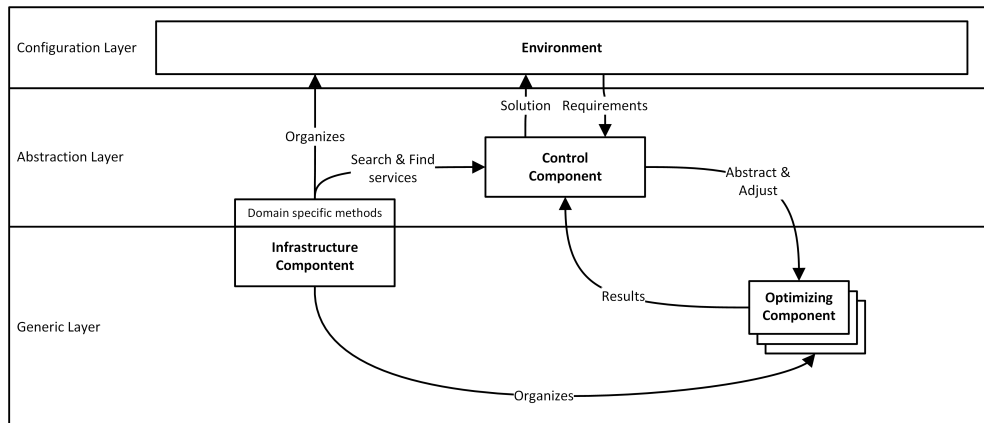 Configuration Layer
Environment
Solution
Requirements
Organizes
Abstraction Layer
Search & Find
services
Control
Component
Abstract &
Adjust
Domain specific methods
Infrastructure
Compontent
Results
Optimizing
Component
Generic Layer
Organizes